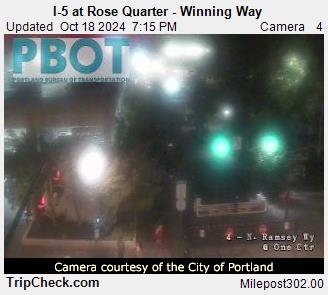 I-5 at Rose Quarter - Winning Way
Updated Oct 18 2024 7:15 PM Camera 4
PBOT
PORTLAND BUREAU OF TRANSPORTATION
4 - N. Ramsey Wy
@ One Ctr
Camera courtesy of the City of Portland
TripCheck.com Milepost302.00